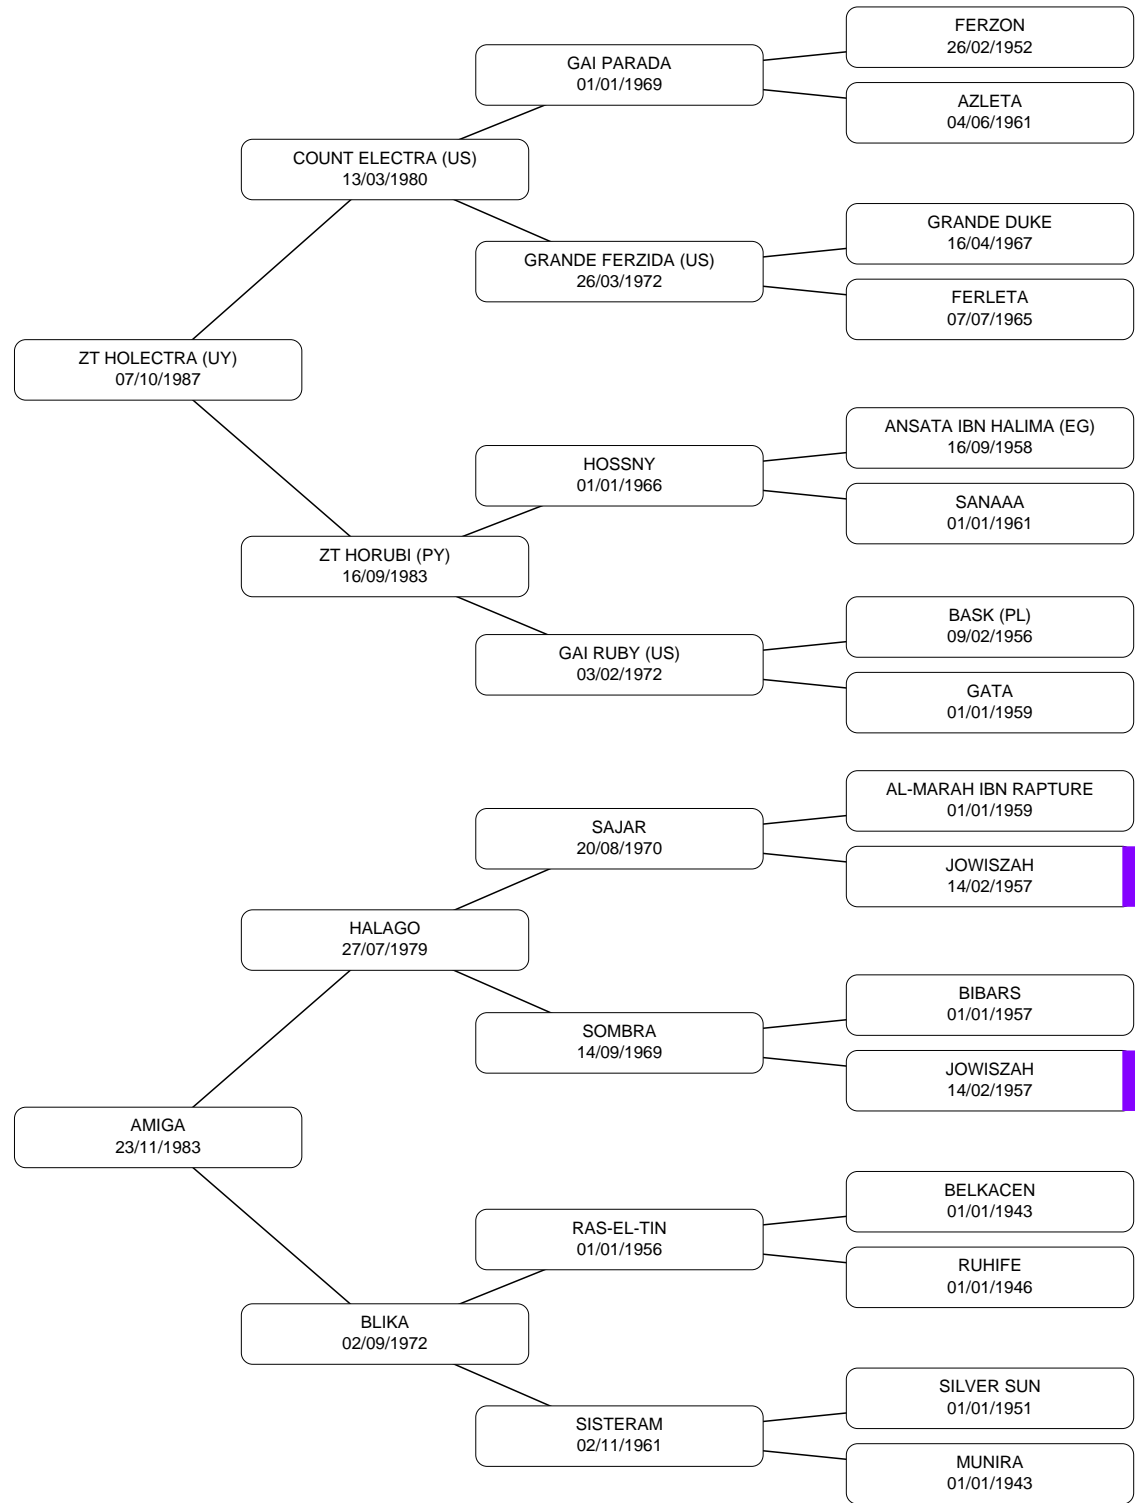 FERZON
26/02/1952
GAI PARADA
01/01/1969
AZLETA
04/06/1961
COUNT ELECTRA (US)
13/03/1980
GRANDE DUKE
16/04/1967
GRANDE FERZIDA (US)
26/03/1972
FERLETA
07/07/1965
ZT HOLECTRA (UY)
07/10/1987
ANSATA IBN HALIMA (EG)
16/09/1958
HOSSNY
01/01/1966
SANAAA
01/01/1961
ZT HORUBI (PY)
16/09/1983
BASK (PL)
09/02/1956
GAI RUBY (US)
03/02/1972
GATA
01/01/1959
AL-MARAH IBN RAPTURE
01/01/1959
SAJAR
20/08/1970
JOWISZAH
14/02/1957
HALAGO
27/07/1979
BIBARS
01/01/1957
SOMBRA
14/09/1969
JOWISZAH
14/02/1957
AMIGA
23/11/1983
BELKACEN
01/01/1943
RAS-EL-TIN
01/01/1956
RUHIFE
01/01/1946
BLIKA
02/09/1972
SILVER SUN
01/01/1951
SISTERAM
02/11/1961
MUNIRA
01/01/1943